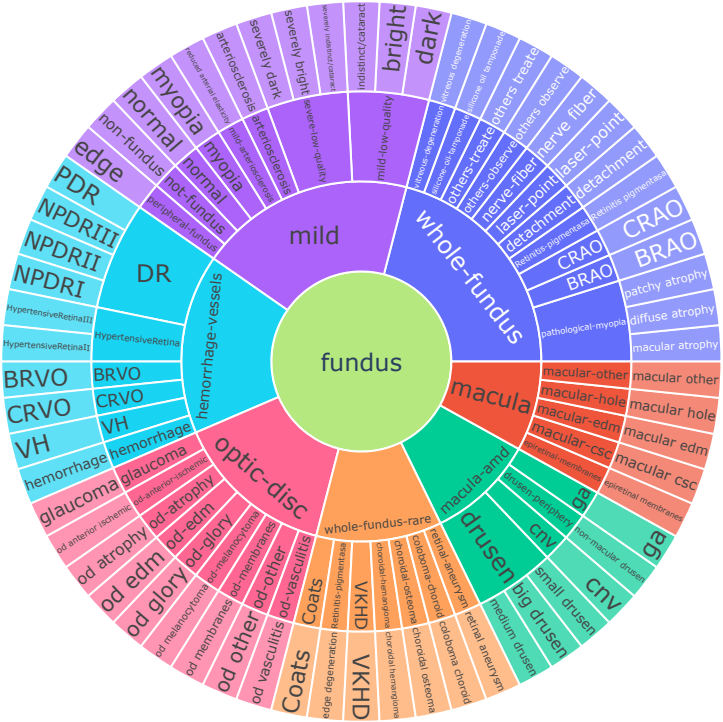 fundus
mild
whole-fundus
macula
macula-amd
whole-fundus-rare
optic-disc
hemorrhage-vessels
peripheral-fundus
not-fundus
normal
myopia
mild-arteriosclerosus
arteriosclerosis
severe-low-quality
mild-low-quality
edge
non-fundus
normal
myopia
reduced arterial elasticity
arteriosclerosis
severely dark
severely bright
severely indistinct/cataract
indistinct/cataract
bright
dark
vitreous-degeneration
silicone-oil-tamponade
others-treate
others-observe
nerve-fiber
laser-point
detachment
Retinitis-pigmentasa
CRAO
BRAO
pathological-myopia
vitreous degeneration
silicone oil tamponade
others treate
others observe
nerve fiber
laser-point
detachment
Retinitis pigmentasa
CRAO
BRAO
patchy atrophy
diffuse atrophy
macular atrophy
macular-other
macular-hole
macular-edm
macular-csc
epiretinal-membranes
macular other
macular hole
macular edm
macular csc
epiretinal membranes
ga
drusen-periphery
cnv
drusen
ga
non-macular drusen
cnv
small drusen
big drusen
medium drusen
retinal-aneurysm
coloboma-choroid
choroidal-osteoma
choroidal-hemangioma
VKHD
Retinitis-pigmentasa
Coats
retinal aneurysm
coloboma choroid
choroidal osteoma
choroidal hemangioma
VKHD
edge degeneration
Coats
od-vasculitis
od-other
od-membranes
od-melanocytoma
od-glory
od-edm
od-atrophy
od-anterior-ischemic
glaucoma
od vasculitis
od other
od membranes
od melanocytoma
od glory
od edm
od atrophy
od anterior ischemic
glaucoma
hemorrhage
VH
CRVO
BRVO
HypertensiveRetina
DR
hemorrhage
VH
CRVO
BRVO
HypertensiveRetinaI
HypertensiveRetinaII
NPDRI
NPDRII
NPDRIII
PDR